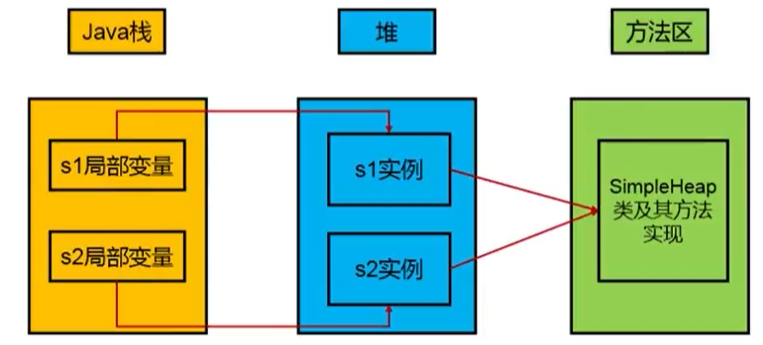 Java栈
堆
方法区
s1局部变量
s1实例
SimpleHeap
类及其方法
实现
s2局部变量
s2实例